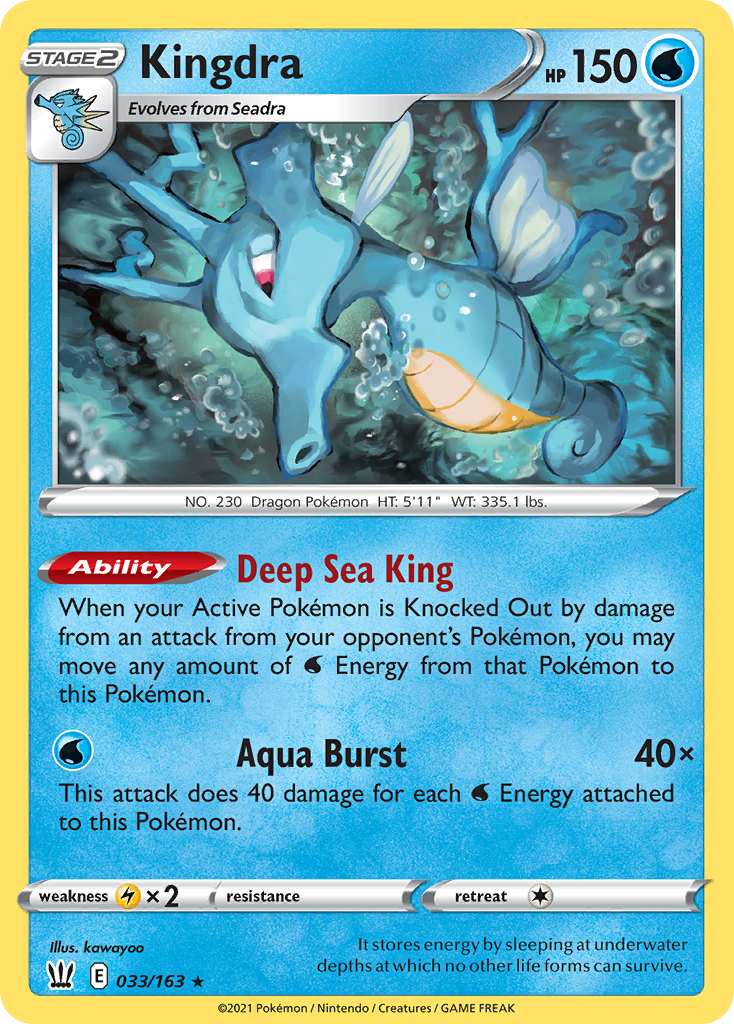 STAGE 2
Kingdra
HP 150
Evolves from Seadra
NO. 230 Dragon Pokémon HT: 5'11" WT: 335.1 lbs.
Ability Deep Sea King
When your Active Pokémon is Knocked Out by damage
from an attack from your opponent's Pokémon, you may
move any amount of Energy from that Pokémon to
this Pokémon.
Aqua Burst 40×
This attack does 40 damage for each Energy attached
to this Pokémon.
weakness ×2 resistance retreat
Illus. kawayoo
It stores energy by sleeping at underwater
depths at which no other life forms can survive.
E 033/163 ★
©2021 Pokémon / Nintendo / Creatures / GAME FREAK